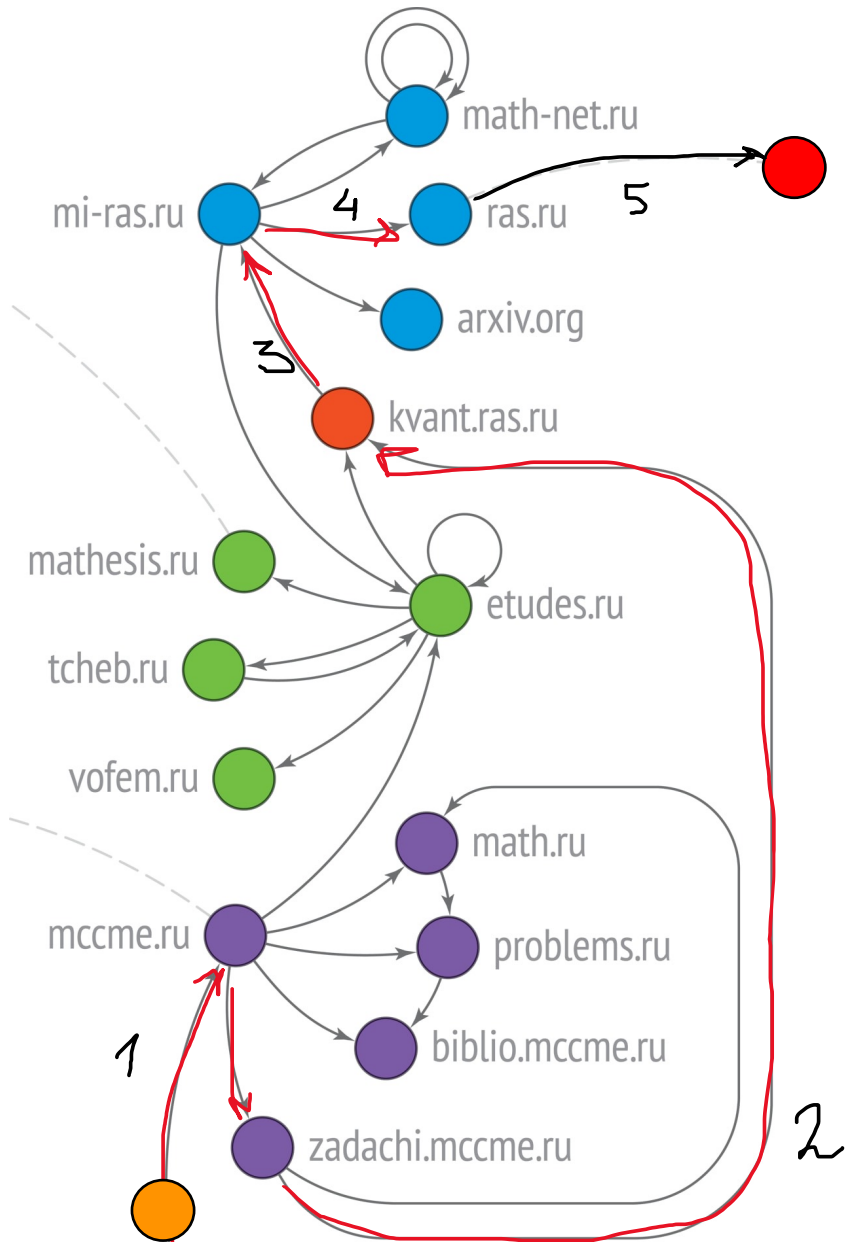 math-net.ru
mi-ras.ru
4
ras.ru
5
arxiv.org
3
kvant.ras.ru
mathesis.ru
etudes.ru
tcheb.ru
vofem.ru
math.ru
mccme.ru
problems.ru
1
biblio.mccme.ru
zadachi.mccme.ru
2